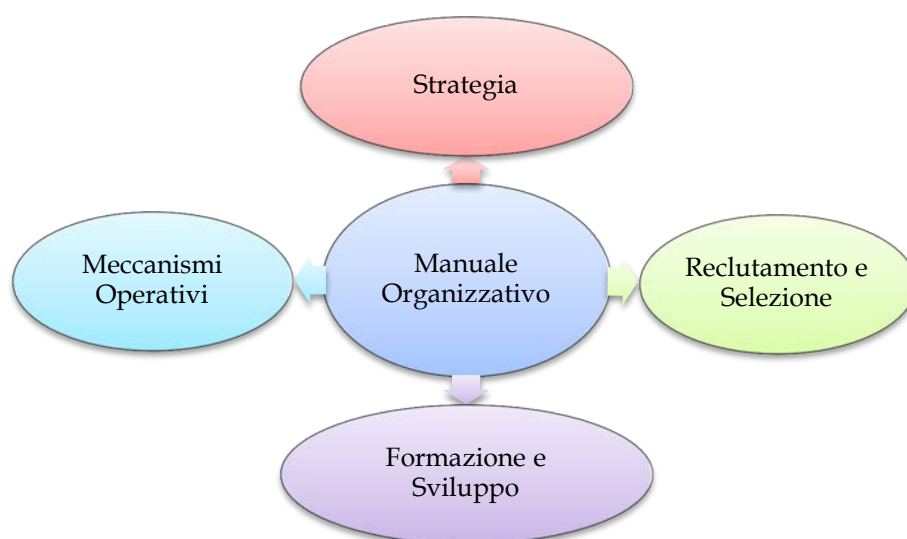 Strategia
Meccanismi
Operativi
Manuale
Organizzativo
Reclutamento e
Selezione
Formazione e
Sviluppo